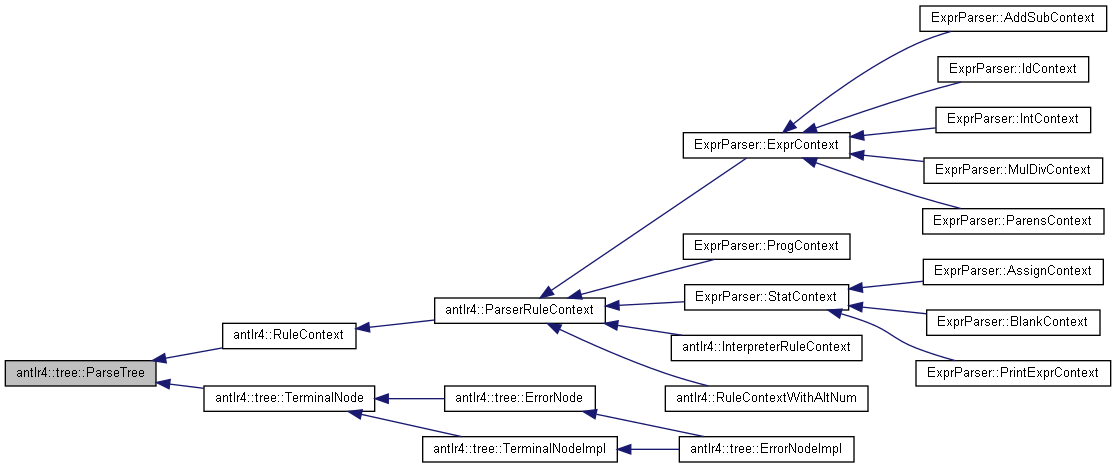 ExprParser::AddSubContext
ExprParser::IdContext
ExprParser::IntContext
ExprParser::ExprContext
ExprParser::MulDivContext
ExprParser::ParensContext
ExprParser::ProgContext
ExprParser::AssignContext
ExprParser::StatContext
antlr4::ParserRuleContext
ExprParser::BlankContext
antlr4::RuleContext
antlr4::InterpreterRuleContext
ExprParser::PrintExprContext
antlr4::tree::ParseTree
antlr4::tree::TerminalNode
antlr4::tree::ErrorNode
antlr4::RuleContextWithAltNum
antlr4::tree::TerminalNodeImpl
antlr4::tree::ErrorNodeImpl